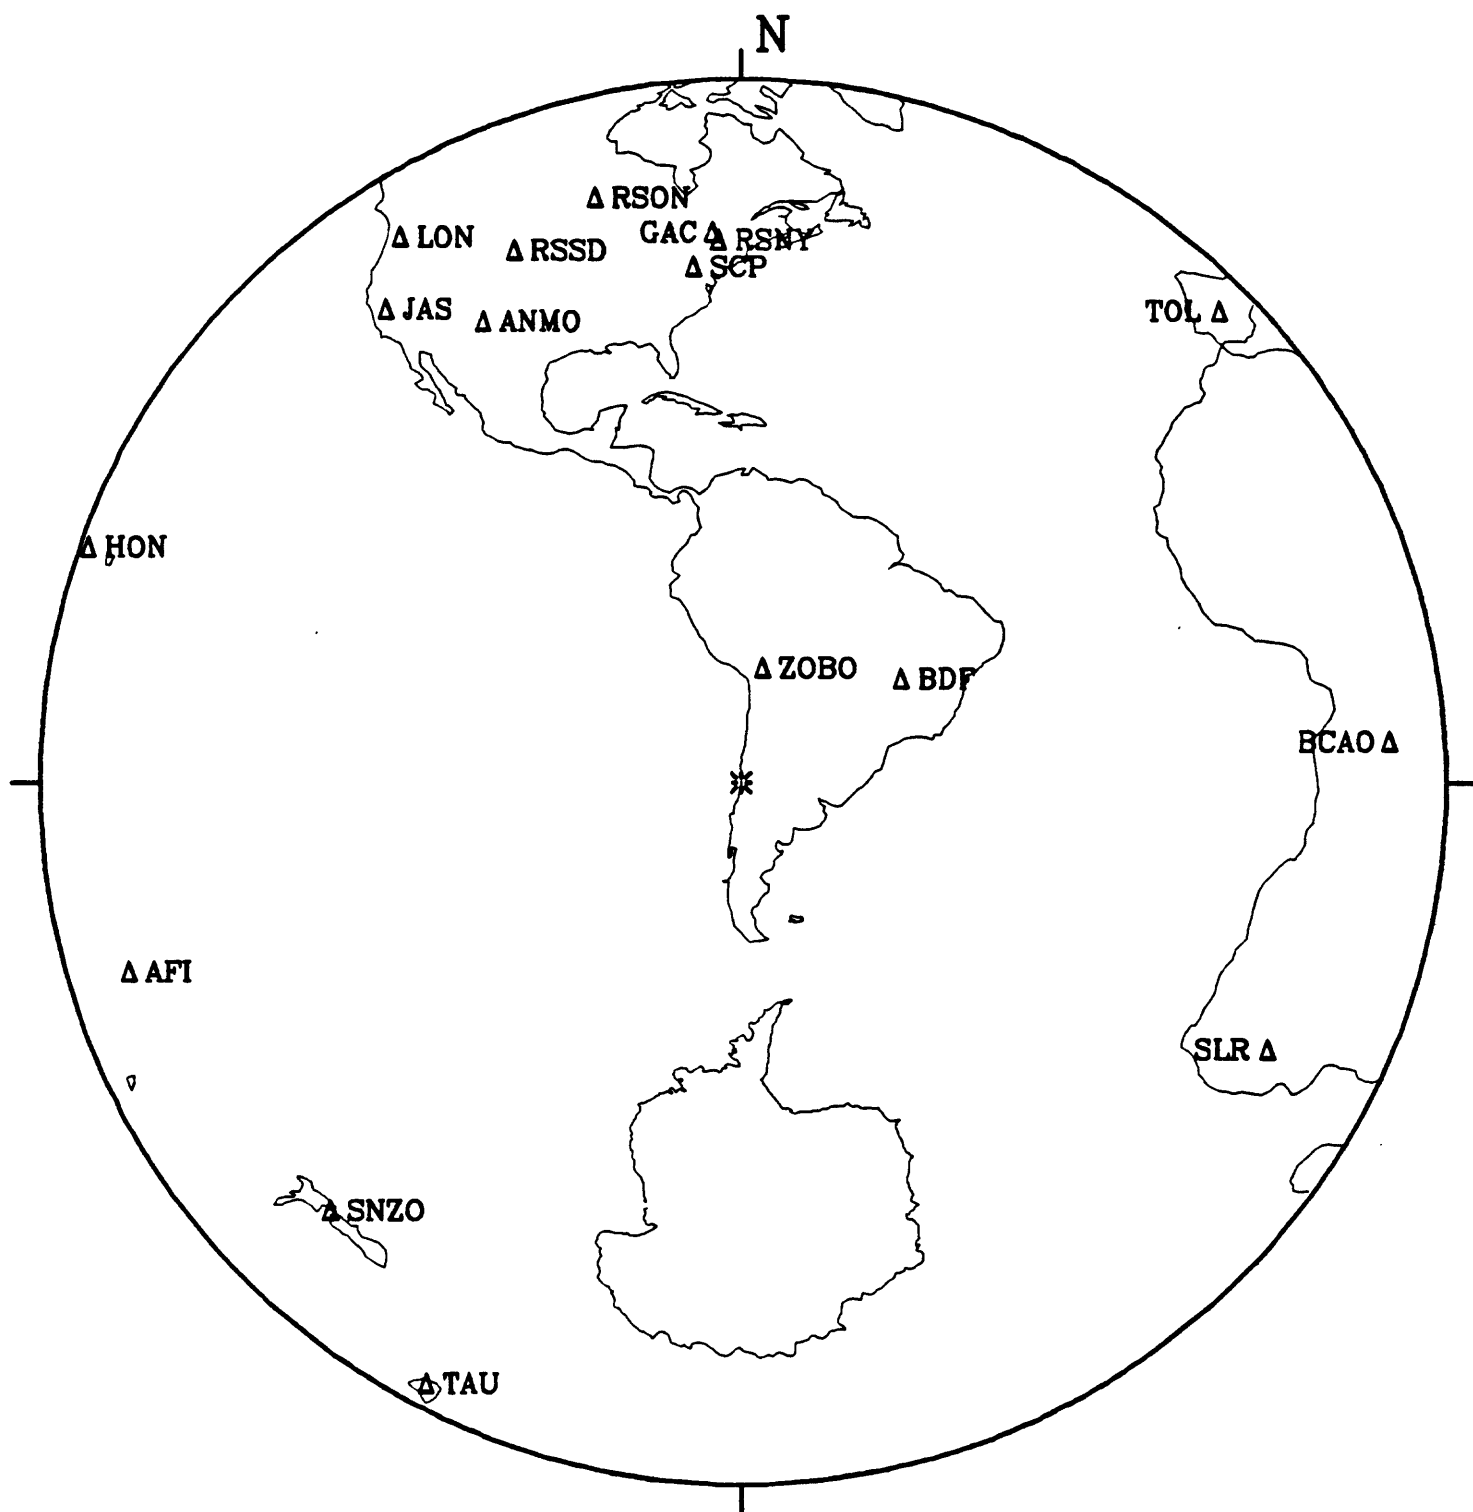 N
RSON
GAC
RSNY
LON
RSSD
SCP
JAS
ANMO
TOL
HON
ZOBO
BDF
BCAO
AFI
SLR
SNZO
TAU